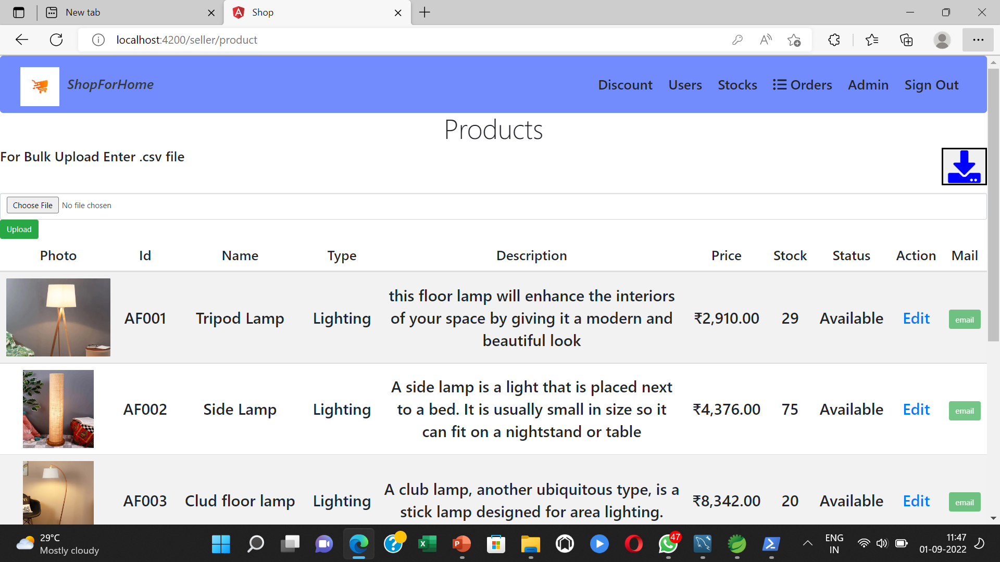 New tab
Shop
localhost:4200/seller/product
ShopForHome
Discount Users Stocks Orders Admin Sign Out
Products
For Bulk Upload Enter .csv file
Choose File No file chosen
Upload
Photo Id Name Type Description Price Stock Status Action Mail
this floor lamp will enhance the interiors
AF001 Tripod Lamp Lighting of your space by giving it a modern and ₹2,910.00 29 Available Edit email
beautiful look
A side lamp is a light that is placed next
AF002 Side Lamp Lighting to a bed. It is usually small in size so it ₹4,376.00 75 Available Edit email
can fit on a nightstand or table
A club lamp, another ubiquitous type, is a
AF003 Clud floor lamp Lighting ₹8,342.00 20 Available Edit email
stick lamp designed for area lighting.
29°C
Mostly cloudy
47
ENG
IN
11:47
01-09-2022